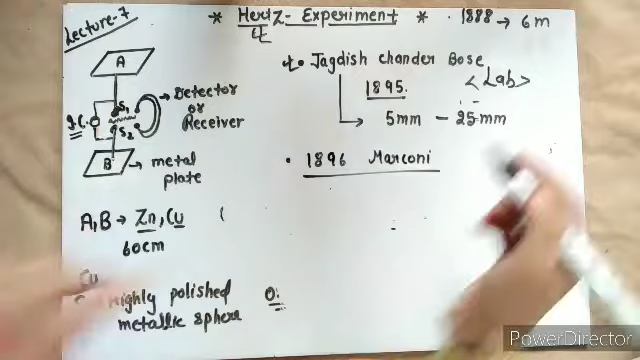 Lecture-7
* Hertz- Experiment *
· 1888 → 6m
A
S1
S2
I.C.
→ Detector
or
Receiver
B
→ metal
plate
A,B → Zn, Cu
60cm
Cu
Highly polished
metallic sphere
Jagdish chander Bose
1895.
<Lab>
5mm - 25mm
· 1896 Marconi
PowerDirector